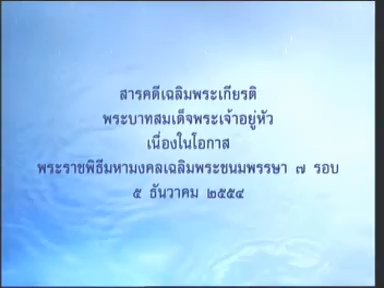 สารคดีเฉลิมพระเกียรติ
พระบาทสมเด็จพระเจ้าอยู่หัว
เนื่องในโอกาส
พระราชพิธีมหามงคลเฉลิมพระชนมพรรษา ๗ รอบ
๕ ธันวาคม ๒๕๕๔